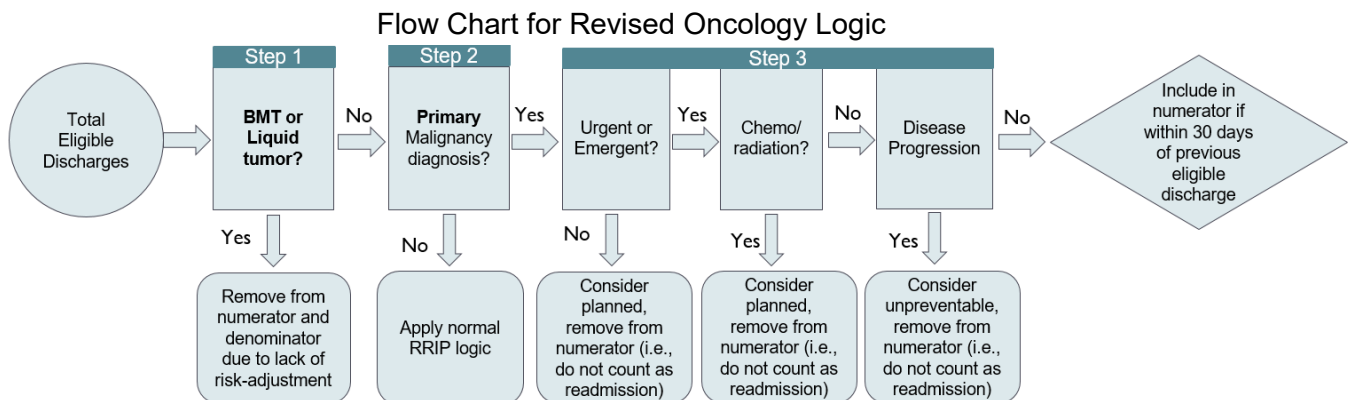 Flow Chart for Revised Oncology Logic
Step 1
Step 2
Step 3
Total
Eligible
Discharges
BMT or
Liquid
tumor?
No
Primary
Malignancy
diagnosis?
Yes
Urgent or
Emergent?
Yes
Chemo/
radiation?
No
Disease
Progression
No
Include in
numerator if
within 30 days
of previous
eligible
discharge
Yes
No
No
Yes
Yes
Remove from
numerator and
denominator
due to lack of
risk-adjustment
Apply normal
RRIP logic
Consider
planned,
remove from
numerator (i.e.,
do not count as
readmission)
Consider
planned,
remove from
numerator (i.e.,
do not count as
readmission)
Consider
unpreventable,
remove from
numerator (i.e.,
do not count as
readmission)